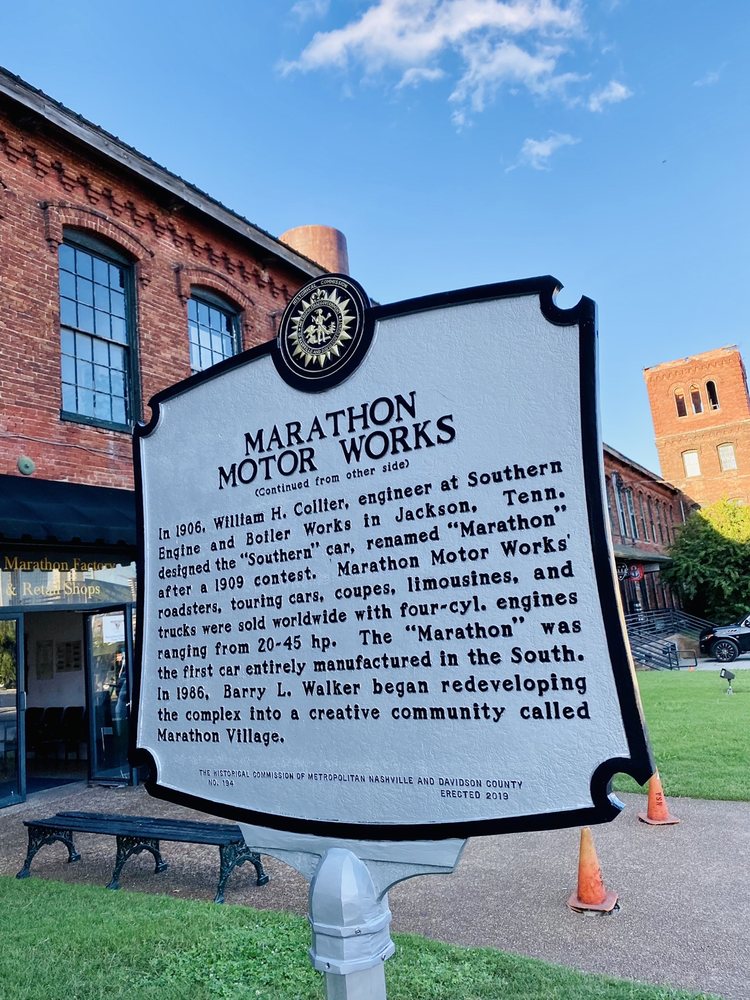 HISTORICAL COMMISSION
MARATHON
MOTOR WORKS
(Continued from other side)
In 1906, William H. Collier, engineer at Southern
Engine and Boiler Works in Jackson, Tenn.
designed the "Southern" car, renamed "Marathon"
after a 1909 contest. Marathon Motor Works'
roadsters, touring cars, coupes, limousines, and
trucks were sold worldwide with four-cyl. engines
ranging from 20-45 hp. The "Marathon" was
the first car entirely manufactured in the South.
In 1986, Barry L. Walker began redeveloping
the complex into a creative community called
Marathon Village.
THE HISTORICAL COMMISSION OF METROPOLITAN NASHVILLE AND DAVIDSON COUNTY
NO. 194 ERECTED 2019
Marathon Factory
& Retail Shops